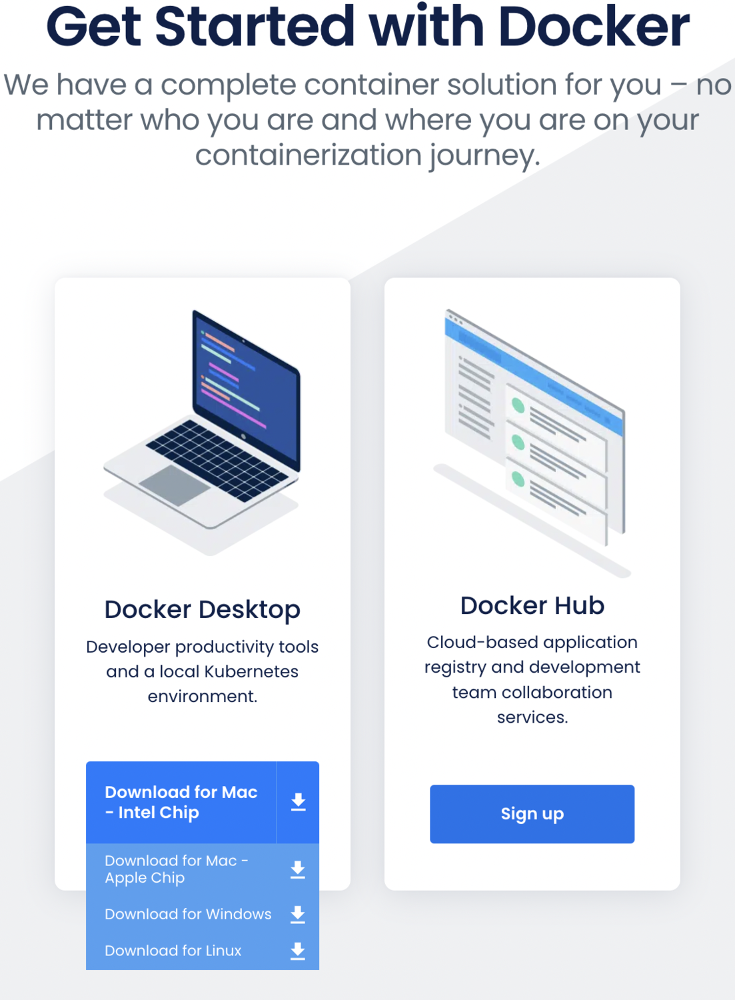 Get Started with Docker
We have a complete container solution for you – no
matter who you are and where you are on your
containerization journey.
Docker Desktop
Developer productivity tools
and a local Kubernetes
environment.
Download for Mac
- Intel Chip
Download for Mac -
Apple Chip
Download for Windows
Download for Linux
Docker Hub
Cloud-based application
registry and development
team collaboration
services.
Sign up